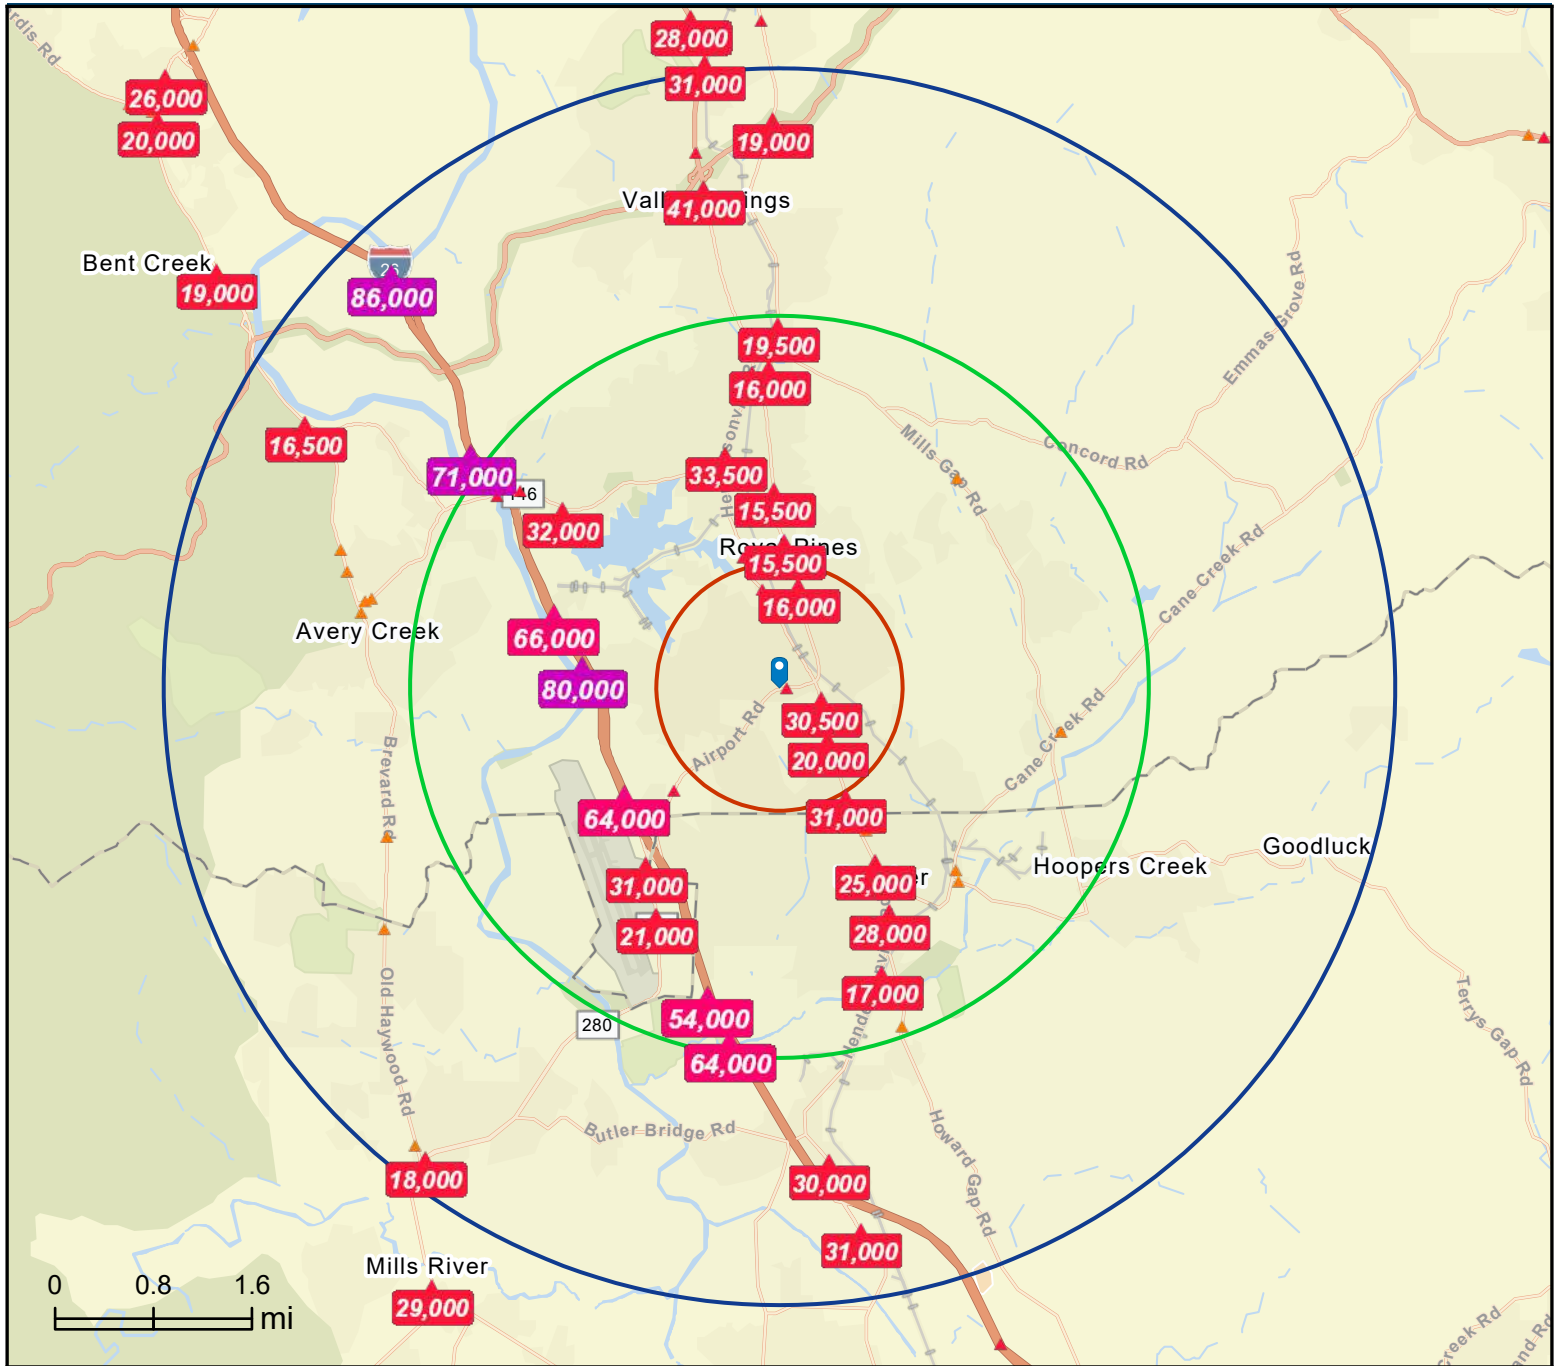 28,000
31,000
26,000
20,000
19,000
41,000
Bent Creek
26
19,000
86,000
Emmas Grove Rd
19,500
16,000
16,500
Mills Gap Rd
Concord Rd
71,000
33,500
15,500
32,000
15,500
Cane Creek Rd
16,000
Avery Creek
66,000
80,000
30,500
Airport Rd
20,000
Cane Creek Rd
Brevard Rd
64,000
31,000
Goodluck
Hoopers Creek
31,000
25,000
28,000
21,000
17,000
Old Haywood Rd
54,000
280
64,000
Terrys Gap Rd
Butler Bridge Rd
Howard Gap Rd
18,000
30,000
31,000
Mills River
29,000
0 0.8 1.6
mi
Creek Rd